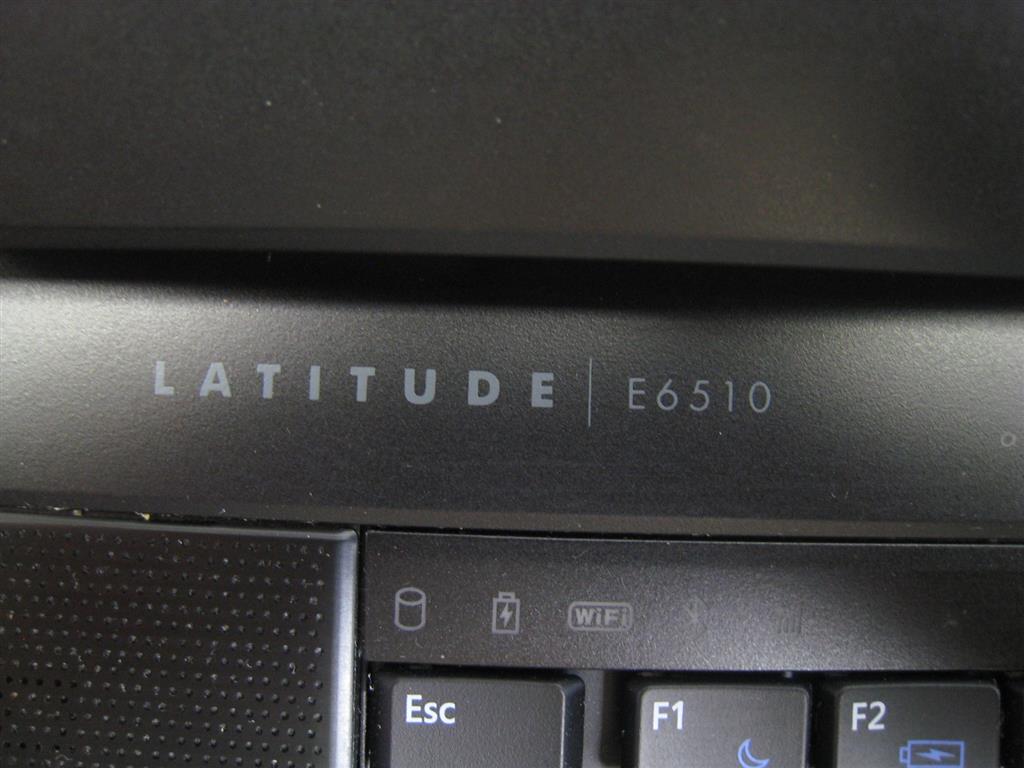 LATITUDE | E6510
WiFi
Esc F1 F2